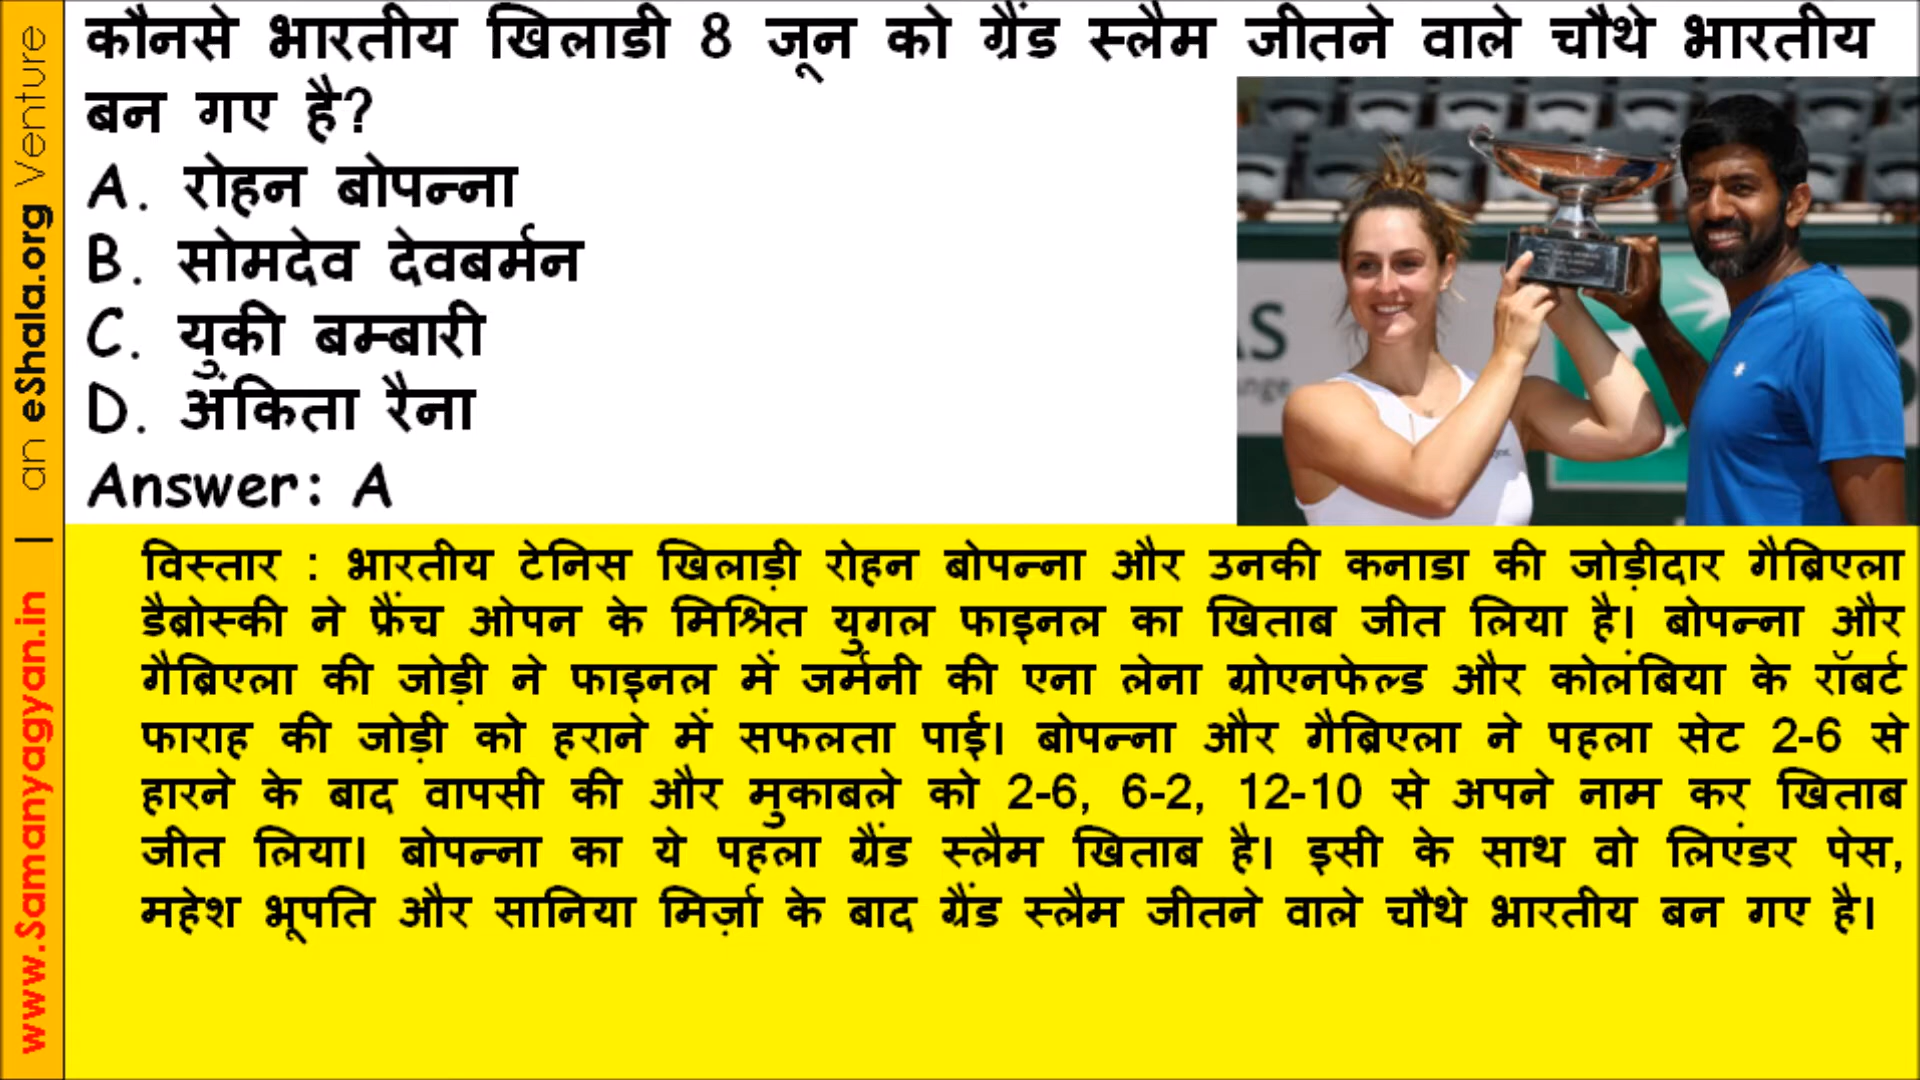 कौनसे भारतीय खिलाडी 8 जून को ग्रैंड स्लैम जीतने वाले चौथे भारतीय
बन गए है?
A. रोहन बोपन्ना
B. सोमदेव देवबर्मन
C. युकी बम्बारी
D. अंकिता रैना
Answer: A
विस्तार : भारतीय टेनिस खिलाड़ी रोहन बोपन्ना और उनकी कनाडा की जोड़ीदार गैब्रिएला
डैब्रोस्की ने फ्रैंच ओपन के मिश्रित युगल फाइनल का खिताब जीत लिया है। बोपन्ना और
गैब्रिएला की जोड़ी ने फाइनल में जर्मनी की एना लेना ग्रोएनफेल्ड और कोलंबिया के रॉबर्ट
फाराह की जोड़ी को हराने में सफलता पाई। बोपन्ना और गैब्रिएला ने पहला सेट 2-6 से
हारने के बाद वापसी की और मुकाबले को 2-6, 6-2, 12-10 से अपने नाम कर खिताब
जीत लिया। बोपन्ना का ये पहला ग्रैंड स्लैम खिताब है। इसी के साथ वो लिएंडर पेस,
महेश भूपति और सानिया मिर्ज़ा के बाद ग्रैंड स्लैम जीतने वाले चौथे भारतीय बन गए है।
www.Samanyagyan.in | an eShala.org Venture